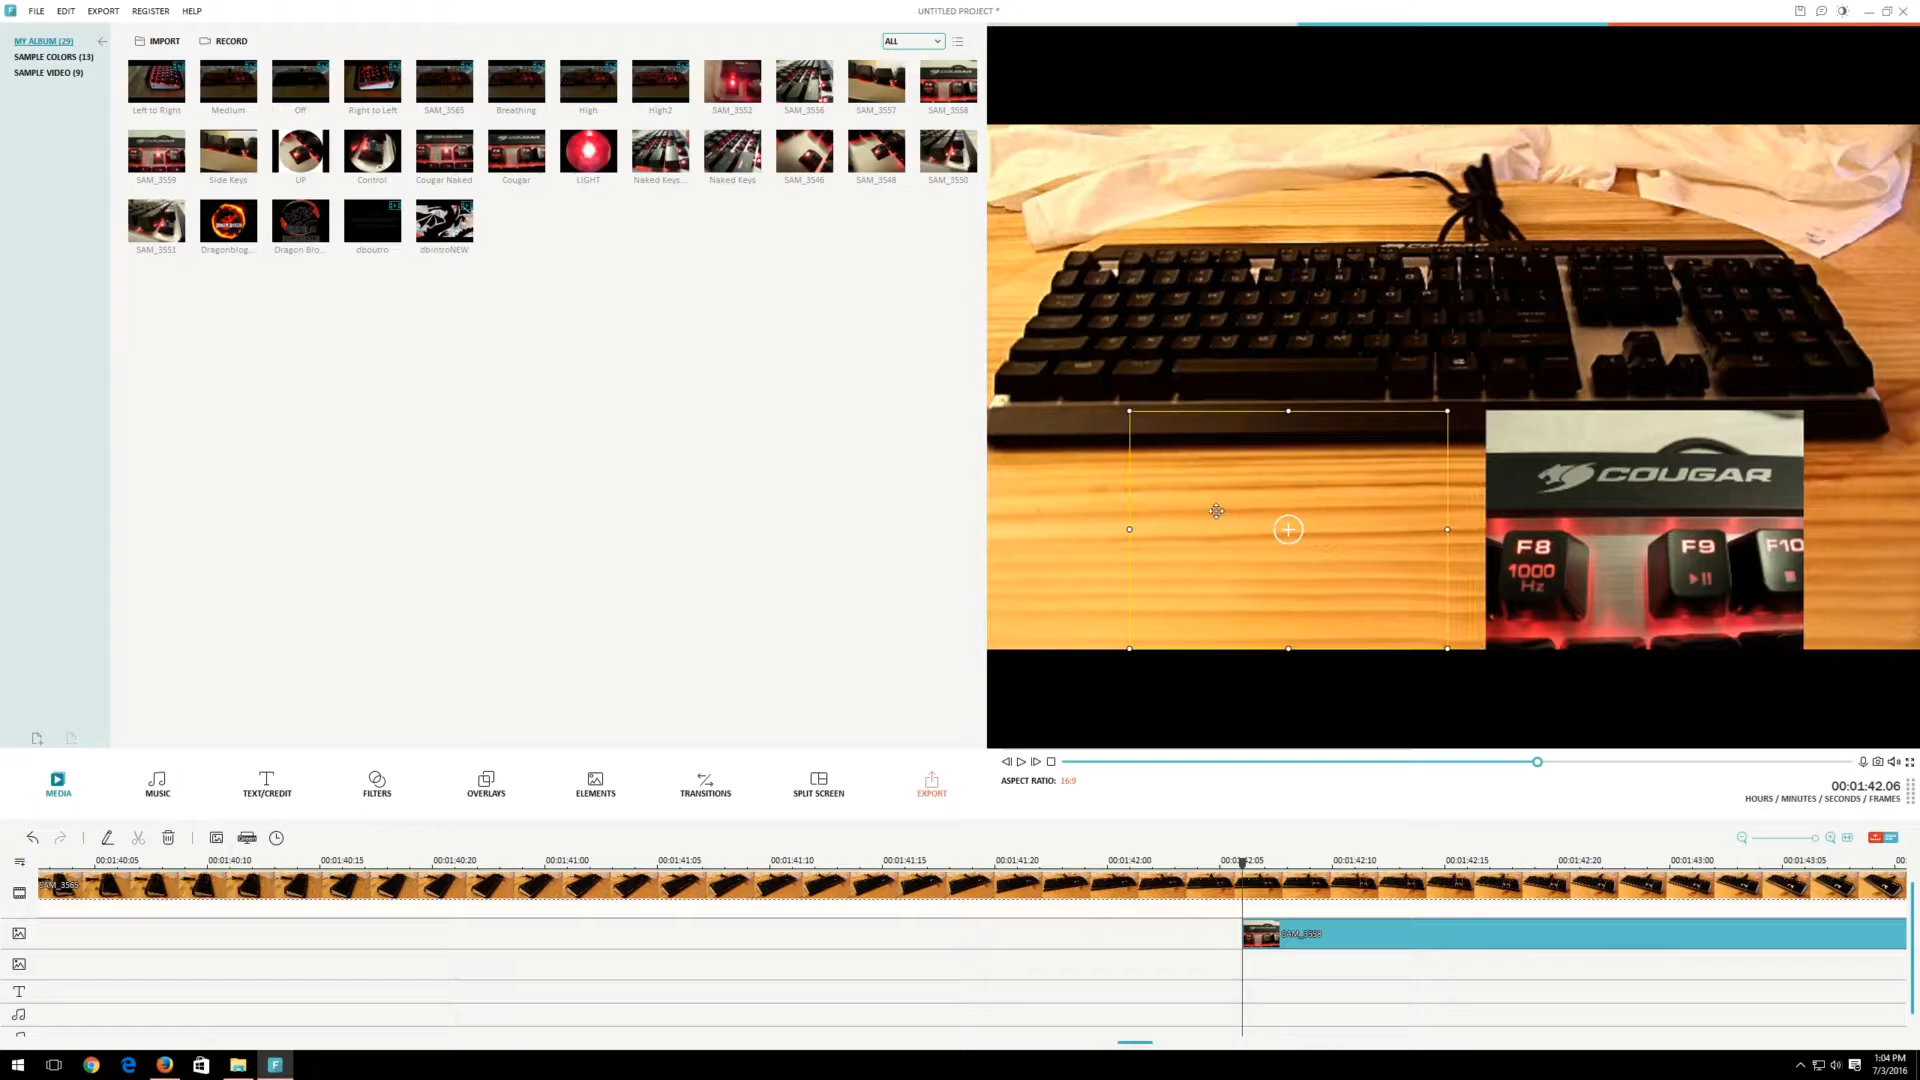 FILE EDIT EXPORT REGISTER HELP
UNTITLED PROJECT *
MY ALBUM (29)
SAMPLE COLORS (13)
SAMPLE VIDEO (9)
IMPORT RECORD ALL
Left to Right Medium Off Right to Left SAM_3565 Breathing High High2 SAM_3552 SAM_3556 SAM_3557 SAM_3558
SAM_3559 Side Keys UP Control Cougar Naked Cougar LIGHT Naked Keys... Naked Keys SAM_3546 SAM_3548 SAM_3550
SAM_3551 Dragonblog... Dragon Blo... dboutro dbintroNEW
COUGAR
F8 F9 F10
1000
Hz
ASPECT RATIO: 16:9
00:01:42.06
HOURS / MINUTES / SECONDS / FRAMES
MEDIA MUSIC TEXT/CREDIT FILTERS OVERLAYS ELEMENTS TRANSITIONS SPLIT SCREEN EXPORT
00:01:40:05 00:01:40:10 00:01:40:15 00:01:40:20 00:01:41:00 00:01:41:05 00:01:41:10 00:01:41:15 00:01:41:20 00:01:42:00 00:01:42:10 00:01:42:15 00:01:42:20 00:01:43:00 00:01:43:05 00:
SAM_3565
SAM_3558
1:04 PM
7/3/2016